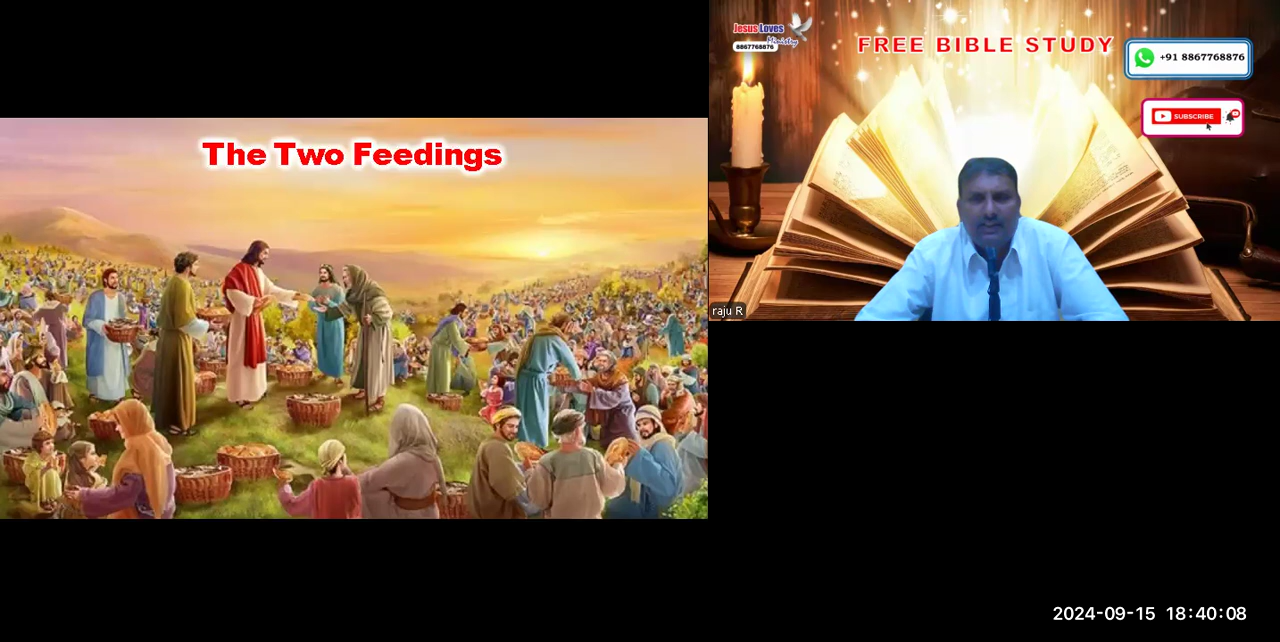 The Two Feedings
Jesus Loves
Ministry
8867768876
FREE BIBLE STUDY
+91 8867768876
SUBSCRIBE
raju R
2024-09-15 18:40:08